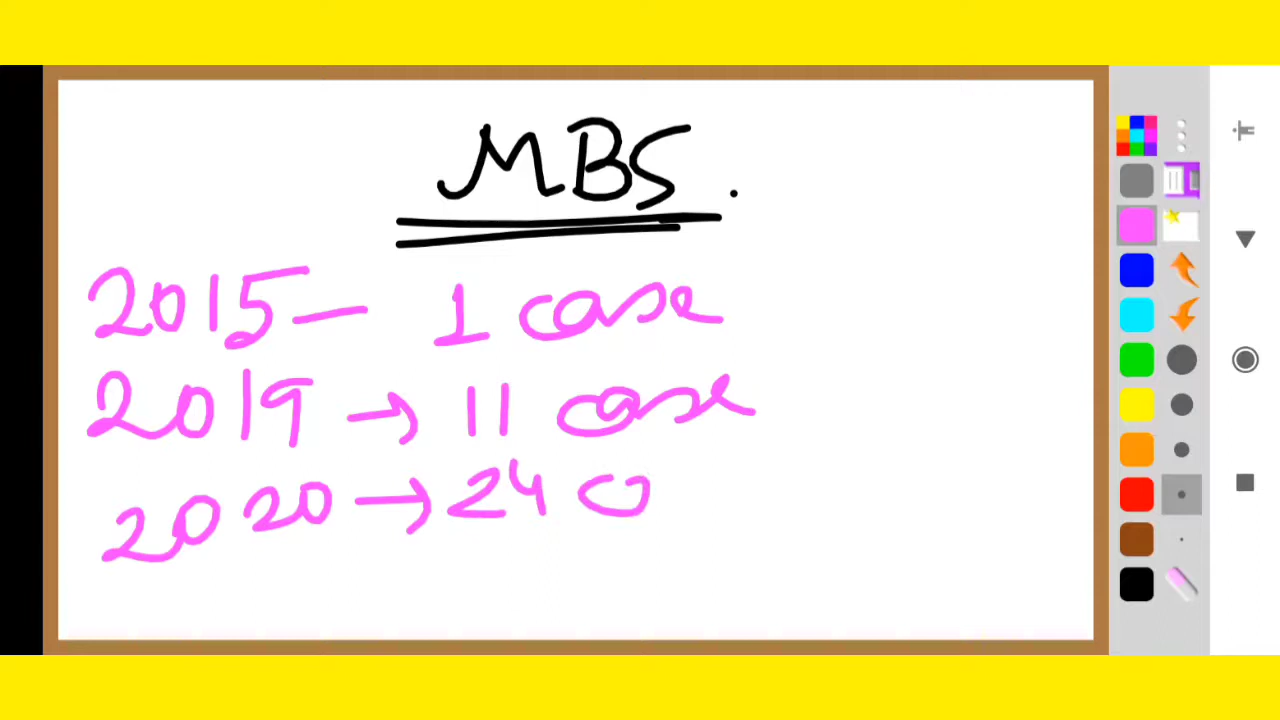 MBS.
2015 - 1 case
2019 → 11 case
2020 → 24 c